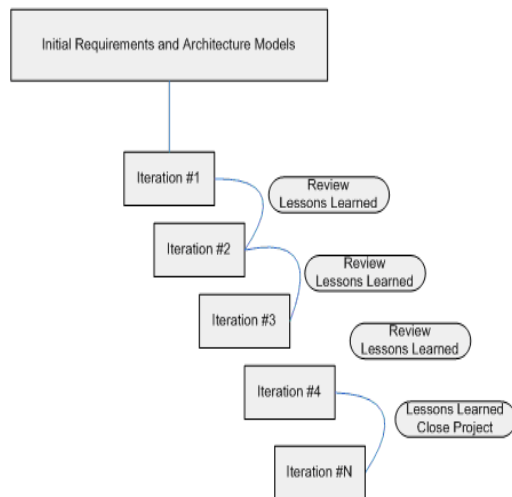 Initial Requirements and Architecture Models
Iteration #1
Review
Lessons Learned
Iteration #2
Review
Lessons Learned
Iteration #3
Review
Lessons Learned
Iteration #4
Lessons Learned
Close Project
Iteration #N